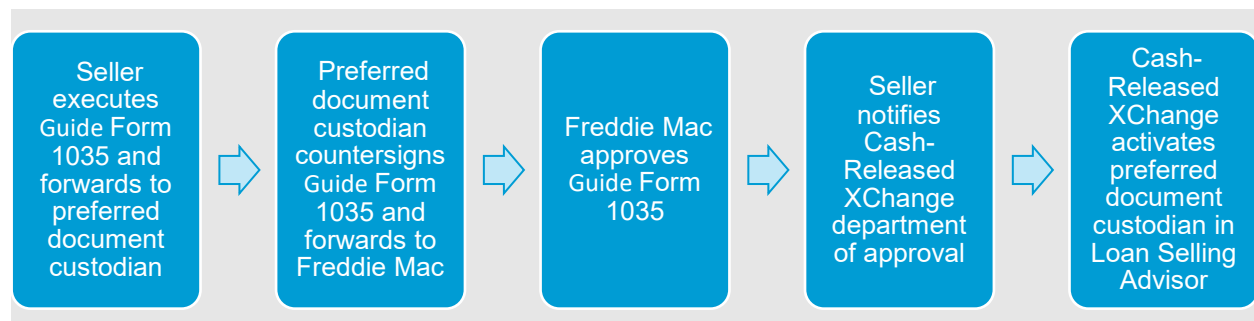 Seller
executes
Guide Form
1035 and
forwards to
preferred
document
custodian
Preferred
document
custodian
countersigns
Guide Form
1035 and
forwards to
Freddie Mac
Freddie Mac
approves
Guide Form
1035
Seller
notifies
Cash-
Released
XChange
department
of approval
Cash-
Released
XChange
activates
preferred
document
custodian in
Loan Selling
Advisor